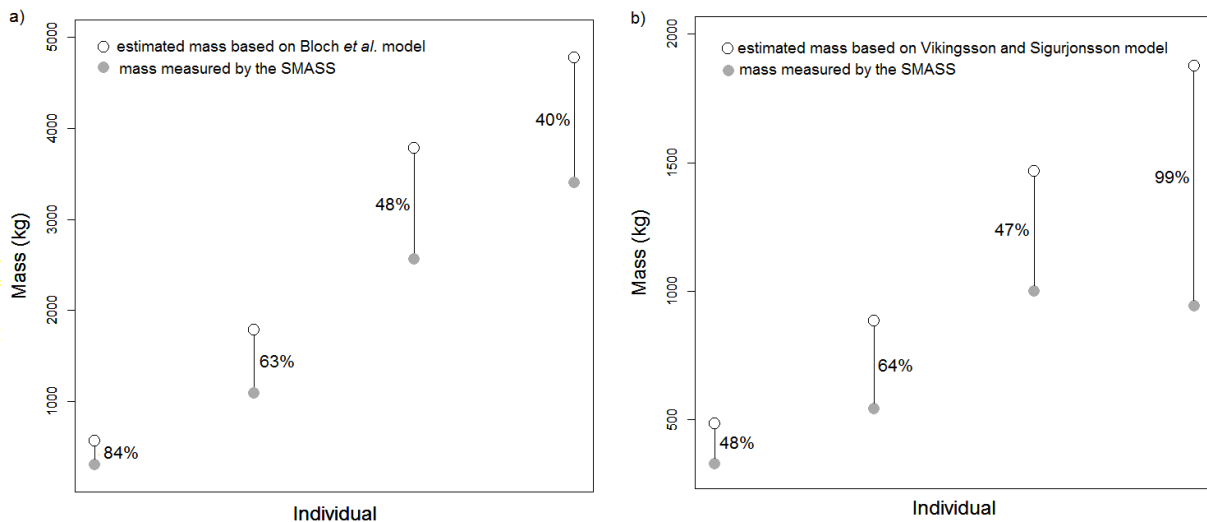 a)
estimated mass based on Bloch et al. model
mass measured by the SMASS
5000
4000
3000
2000
1000
Mass (kg)
84%
63%
48%
40%
Individual
b)
estimated mass based on Vikingsson and Sigurjonsson model
mass measured by the SMASS
2000
1500
1000
500
Mass (kg)
48%
64%
47%
99%
Individual